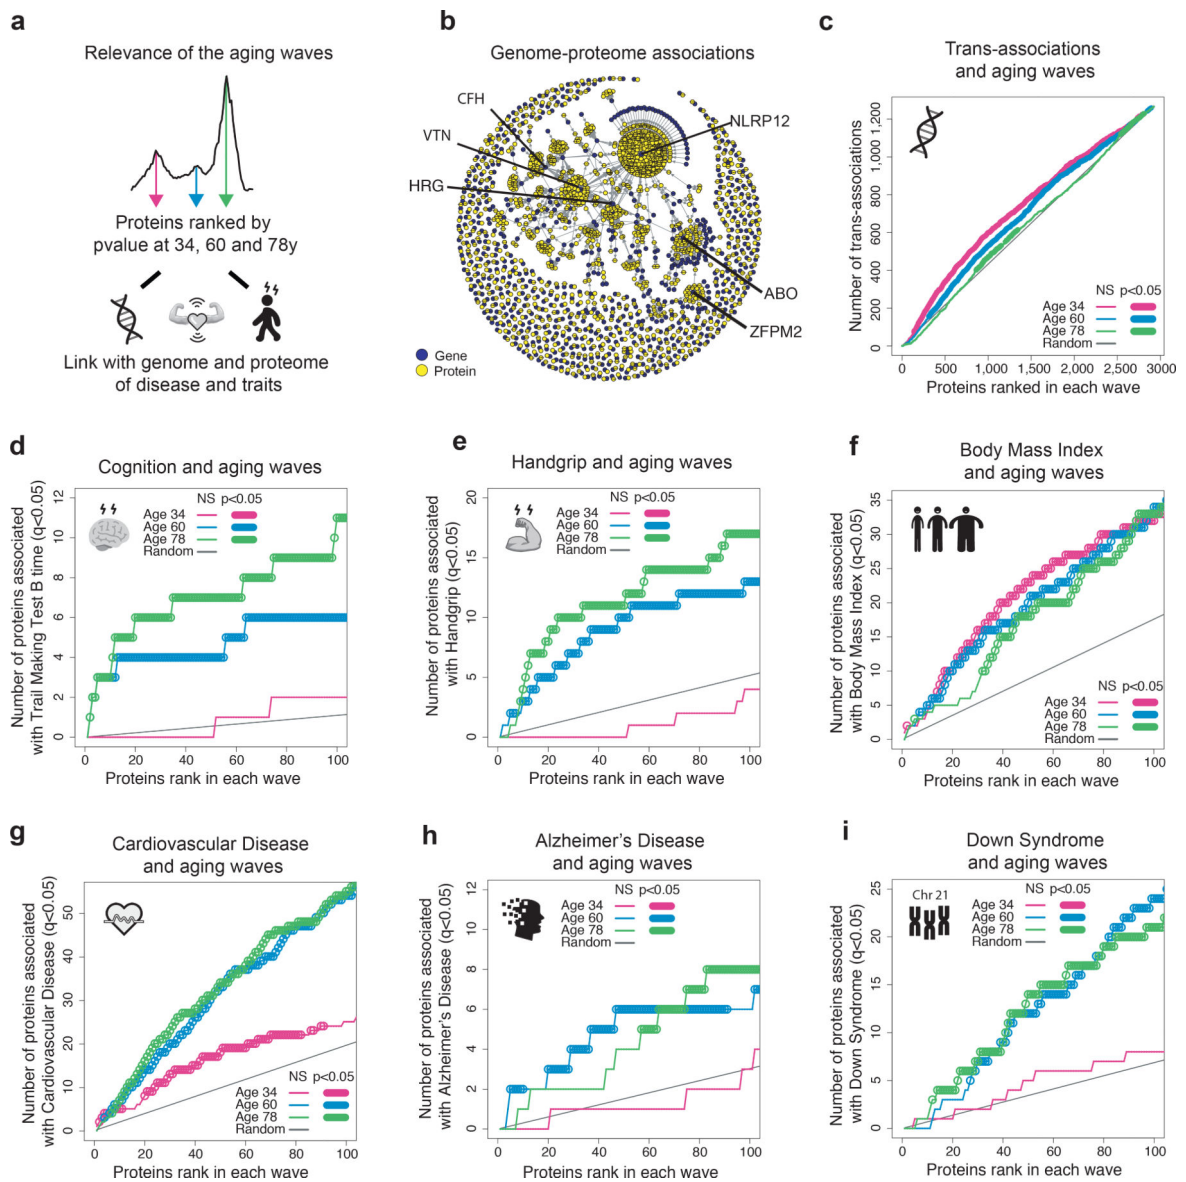 a
Relevance of the aging waves
Proteins ranked by
pvalue at 34, 60 and 78y
Link with genome and proteome
of disease and traits
b
Genome-proteome associations
CFH
VTN
HRG
NLRP12
ABO
ZFPM2
Gene
Protein
c
Trans-associations
and aging waves
Number of trans-associations
1,200
1,000
800
600
400
200
0
NS p<0.05
Age 34
Age 60
Age 78
Random
0 500 1,000 1,500 2,000 2,500 3000
Proteins ranked in each wave
d
Cognition and aging waves
Number of proteins associated
with Trail Making Test B time (q<0.05)
12
10
8
6
4
2
0
NS p<0.05
Age 34
Age 60
Age 78
Random
0 20 40 60 80 100
Proteins rank in each wave
e
Handgrip and aging waves
Number of proteins associated
with Handgrip (q<0.05)
20
15
10
5
0
NS p<0.05
Age 34
Age 60
Age 78
Random
0 20 40 60 80 100
Proteins rank in each wave
f
Body Mass Index
and aging waves
Number of proteins associated
with Body Mass Index (q<0.05)
35
30
25
20
15
10
5
0
NS p<0.05
Age 34
Age 60
Age 78
Random
0 20 40 60 80 100
Proteins rank in each wave
g
Cardiovascular Disease
and aging waves
Number of proteins associated
with Cardiovascular Disease (q<0.05)
50
40
30
20
10
0
NS p<0.05
Age 34
Age 60
Age 78
Random
0 20 40 60 80 100
Proteins rank in each wave
h
Alzheimer's Disease
and aging waves
Number of proteins associated
with Alzheimer's Disease (q<0.05)
12
10
8
6
4
2
0
NS p<0.05
Age 34
Age 60
Age 78
Random
0 20 40 60 80 100
Proteins rank in each wave
i
Down Syndrome
and aging waves
Number of proteins associated
with Down Syndrome (q<0.05)
25
20
15
10
5
0
Chr 21
NS p<0.05
Age 34
Age 60
Age 78
Random
0 20 40 60 80 100
Proteins rank in each wave